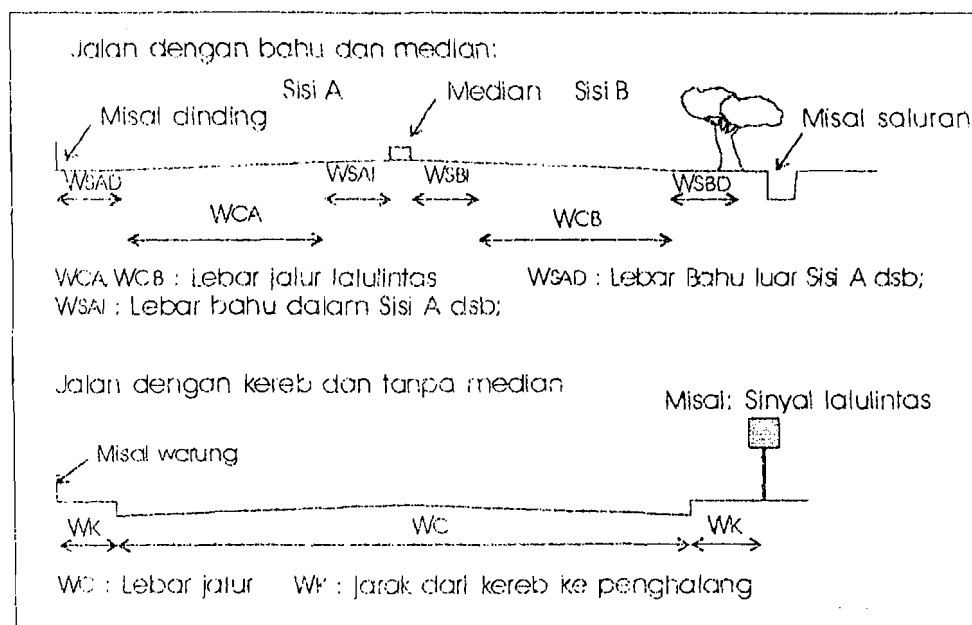 Jalan dengan bahu dan median:
Sisi A
Median
Sisi B
Misal dinding
Misal saluran
WSAD
WSAI
WSBI
WSBD
WCA
WCB
WCA, WCB : Lebar jalur lalulintas
WSAD : Lebar Bahu luar Sisi A dsb;
WSAI : Lebar bahu dalam Sisi A dsb;
Jalan dengan kereb dan tanpa median
Misal: Sinyal lalulintas
Misal warung
WK
WC
WK
WC : Lebar jalur
WK : jarak dari kereb ke penghalang